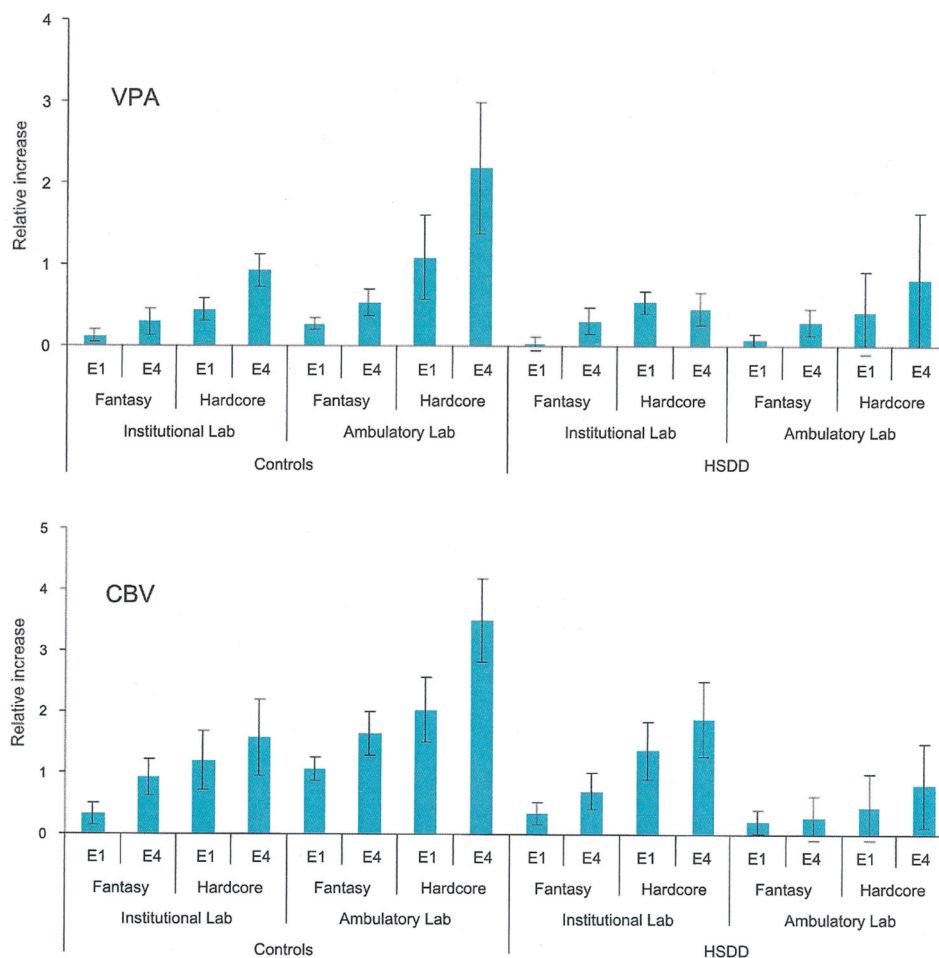 4
VPA
3
2
1
0
Relative increase
E1 E4 E1 E4 E1 E4 E1 E4 E1 E4 E1 E4 E1 E4 E1 E4
Fantasy Hardcore Fantasy Hardcore Fantasy Hardcore Fantasy Hardcore
Institutional Lab Ambulatory Lab Institutional Lab Ambulatory Lab
Controls HSDD
5
4
CBV
3
2
1
0
Relative increase
E1 E4 E1 E4 E1 E4 E1 E4 E1 E4 E1 E4 E1 E4 E1 E4
Fantasy Hardcore Fantasy Hardcore Fantasy Hardcore Fantasy Hardcore
Institutional Lab Ambulatory Lab Institutional Lab Ambulatory Lab
Controls HSDD